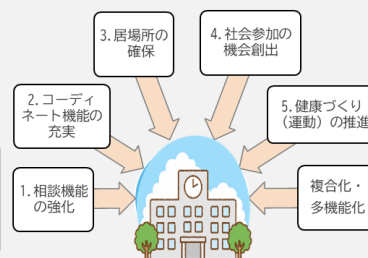 1.相談機能
の強化
2.コーディ
ネート機能の
充実
3.居場所の
確保
4.社会参加の
機会創出
5.健康づくり
（運動）の推進
複合化・
多機能化